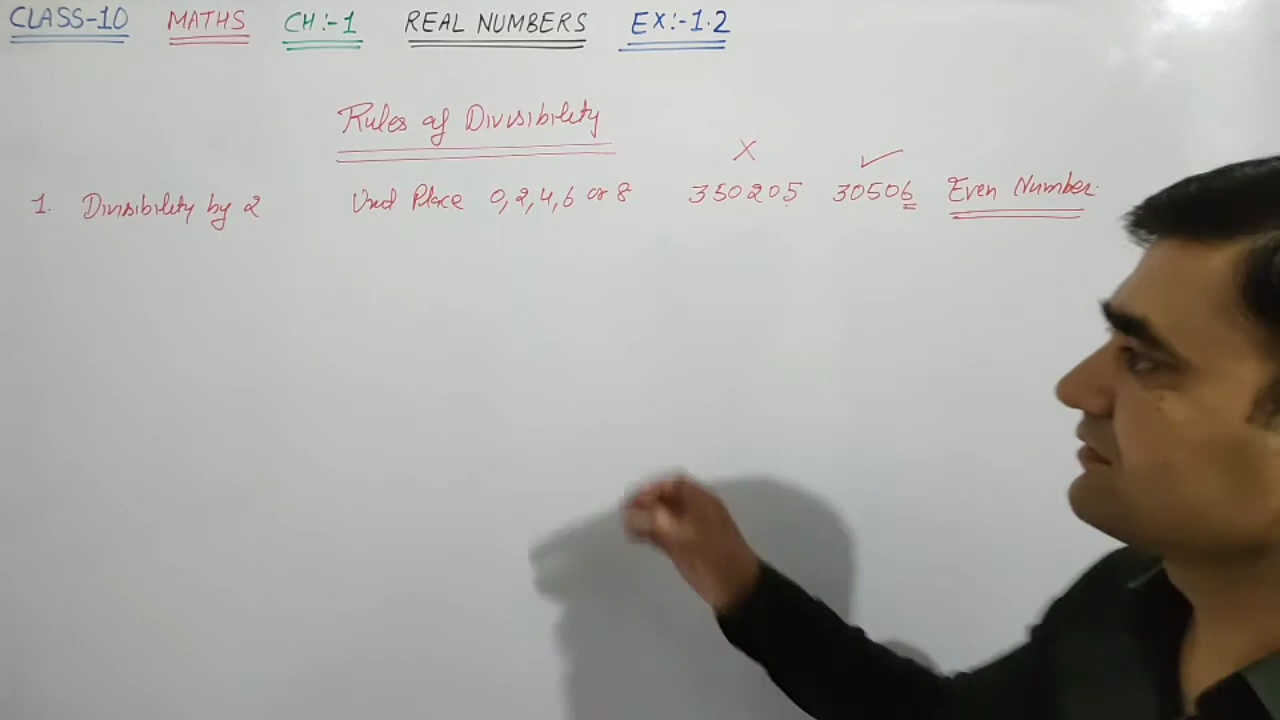 CLASS-10 MATHS CH:-1 REAL NUMBERS EX:-1.2
Rules of Divisibility
X ✓
1. Divisibility by 2 Unit Place 0, 2, 4, 6 or 8 350205 30506 Even Number.